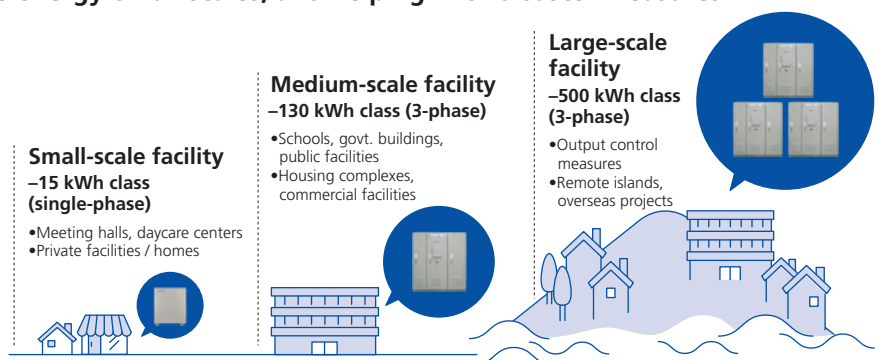 Small-scale facility
–15 kWh class
(single-phase)
•Meeting halls, daycare centers
•Private facilities / homes
Medium-scale facility
–130 kWh class (3-phase)
•Schools, govt. buildings,
public facilities
•Housing complexes,
commercial facilities
Large-scale
facility
–500 kWh class
(3-phase)
•Output control
measures
•Remote islands,
overseas projects